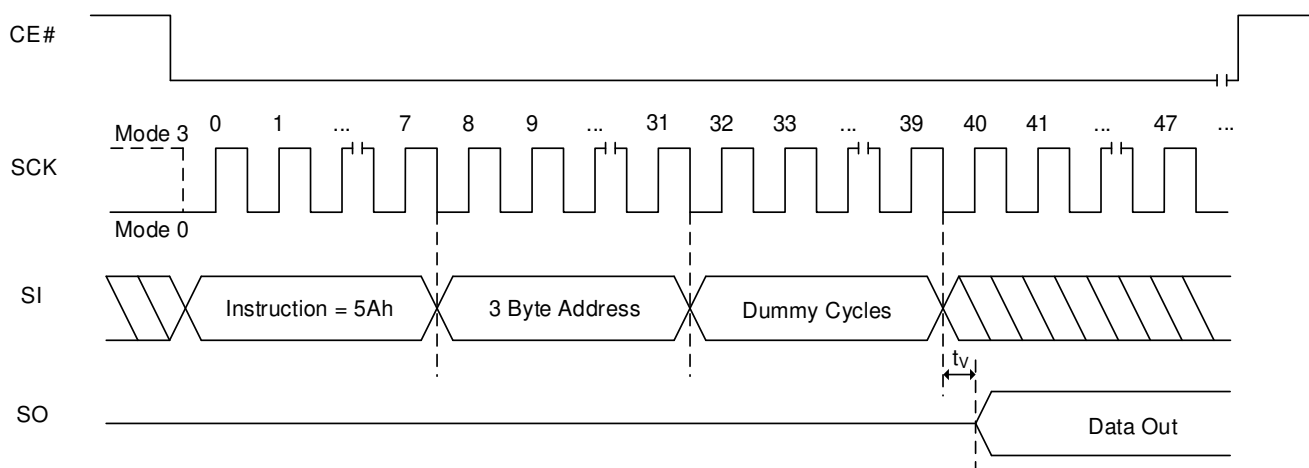 CE#
0 1 ... 7 8 9 ... 31 32 33 ... 39 40 41 ... 47 ...
Mode 3
SCK
Mode 0
SI
Instruction = 5Ah
3 Byte Address
Dummy Cycles
tV
SO
Data Out